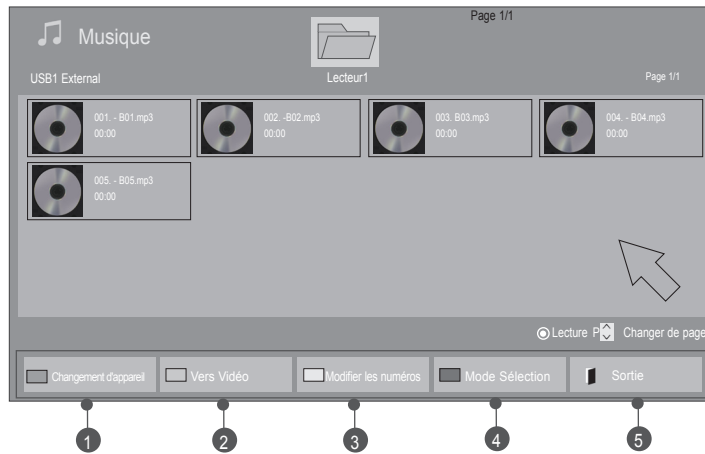 Page 1/1
Musique
USB1 External
Lecteur1
Page 1/1
001. - B01.mp3
00:00
002. -B02.mp3
00:00
003. B03.mp3
00:00
004. - B04.mp3
00:00
005. - B05.mp3
00:00
Lecture P Changer de page
Changement d'appareil
Vers Vidéo
Modifier les numéros
Mode Sélection
Sortie
1 2 3 4 5